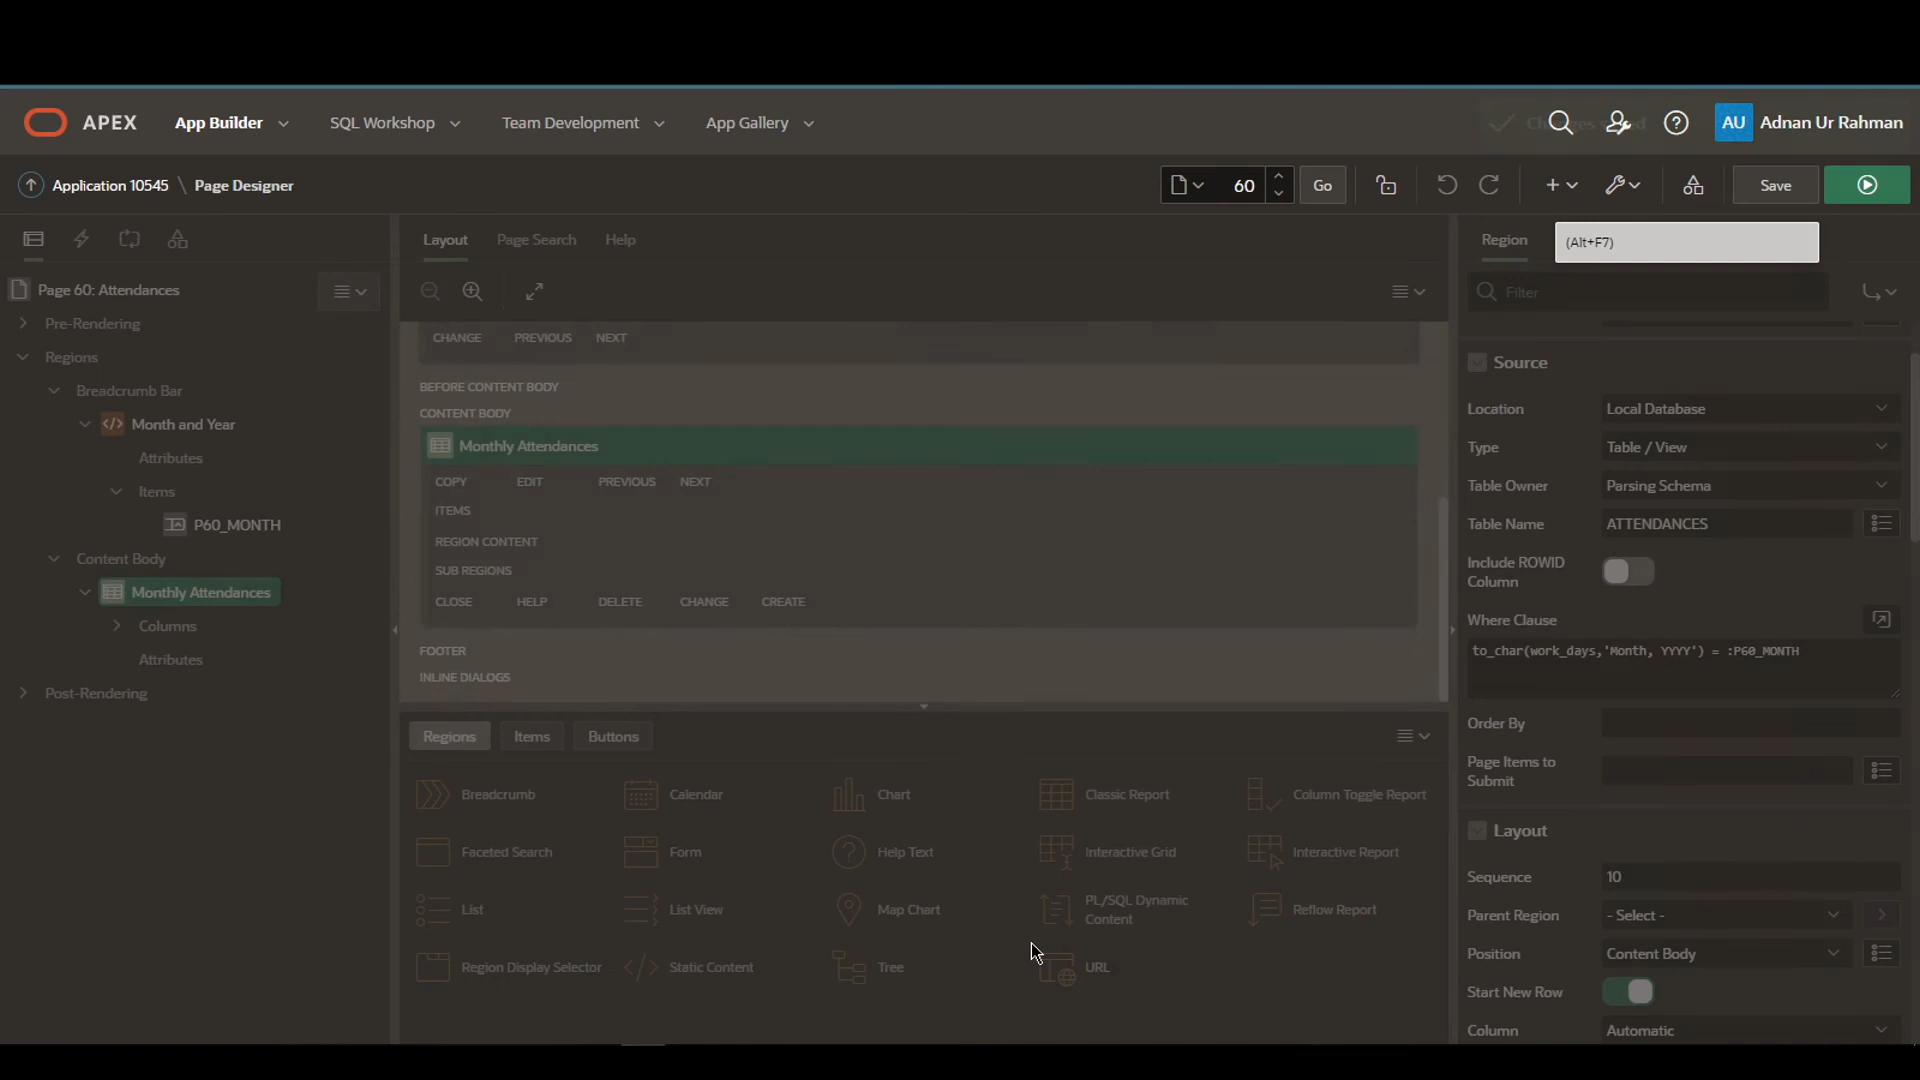 APEX App Builder SQL Workshop Team Development App Gallery Changes saved AU Adnan Ur Rahman
Application 10545 \ Page Designer 60 Go Save
Layout Page Search Help Region (Alt+F7)
Page 60: Attendances
Filter
Pre-Rendering
Regions
Breadcrumb Bar
Month and Year
Attributes
Items
P60_MONTH
Content Body
Monthly Attendances
Columns
Attributes
Post-Rendering
CHANGE PREVIOUS NEXT
BEFORE CONTENT BODY
CONTENT BODY
Monthly Attendances
COPY EDIT PREVIOUS NEXT
ITEMS
REGION CONTENT
SUB REGIONS
CLOSE HELP DELETE CHANGE CREATE
FOOTER
INLINE DIALOGS
Regions Items Buttons
Breadcrumb Calendar Chart Classic Report Column Toggle Report
Faceted Search Form Help Text Interactive Grid Interactive Report
List List View Map Chart PL/SQL Dynamic Content Reflow Report
Region Display Selector Static Content Tree URL
Source
Location Local Database
Type Table / View
Table Owner Parsing Schema
Table Name ATTENDANCES
Include ROWID
Column
Where Clause
to_char(work_days,'Month, YYYY') = :P60_MONTH
Order By
Page Items to
Submit
Layout
Sequence 10
Parent Region - Select -
Position Content Body
Start New Row
Column Automatic